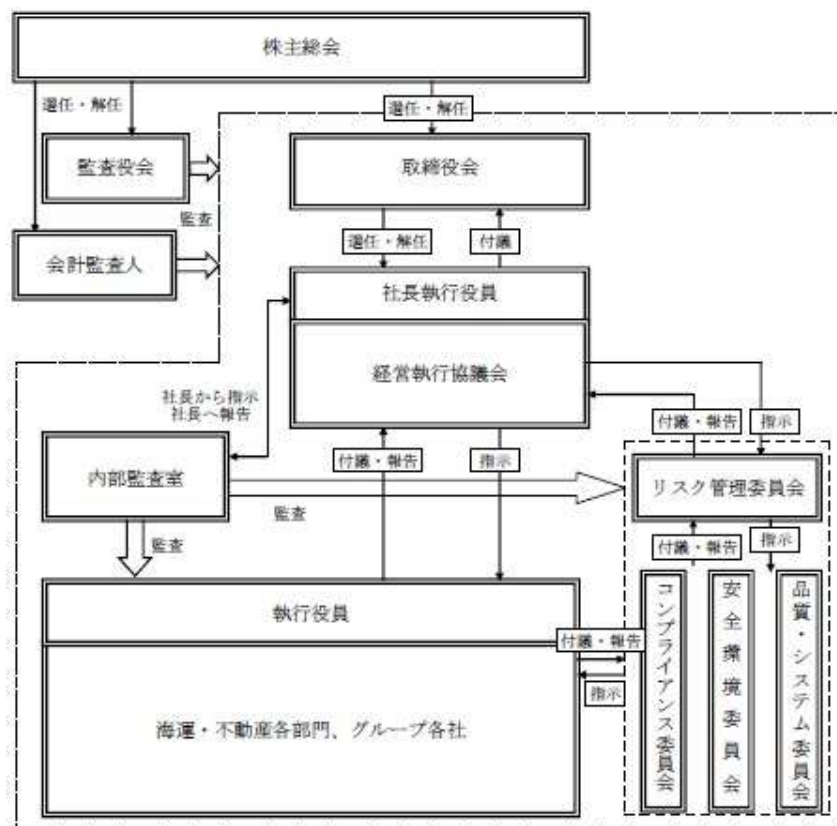 株主総会
選任・解任
選任・解任
監査役会
取締役会
監査
選任・解任
付議
会計監査人
社長執行役員
経営執行協議会
社長から指示
社長へ報告
付議・報告
指示
付議・報告
指示
内部監査室
リスク管理委員会
監査
監査
付議・報告
指示
執行役員
コンプライアンス委員会
安全環境委員会
品質・システム委員会
付議・報告
指示
海運・不動産各部門、グループ各社